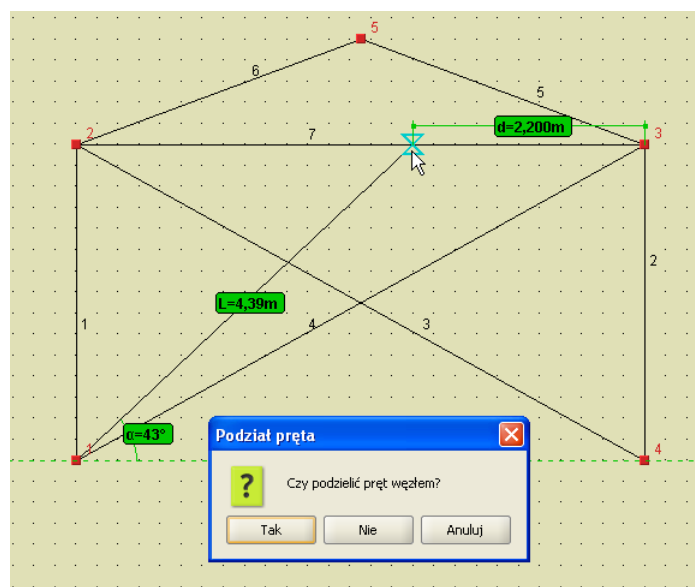 5
6
5
2
7
d=2,200m
3
2
L=4,39m
1
4
3
α=43°
1
4
Podział pręta
?
Czy podzielić pręt węzłem?
Tak
Nie
Anuluj